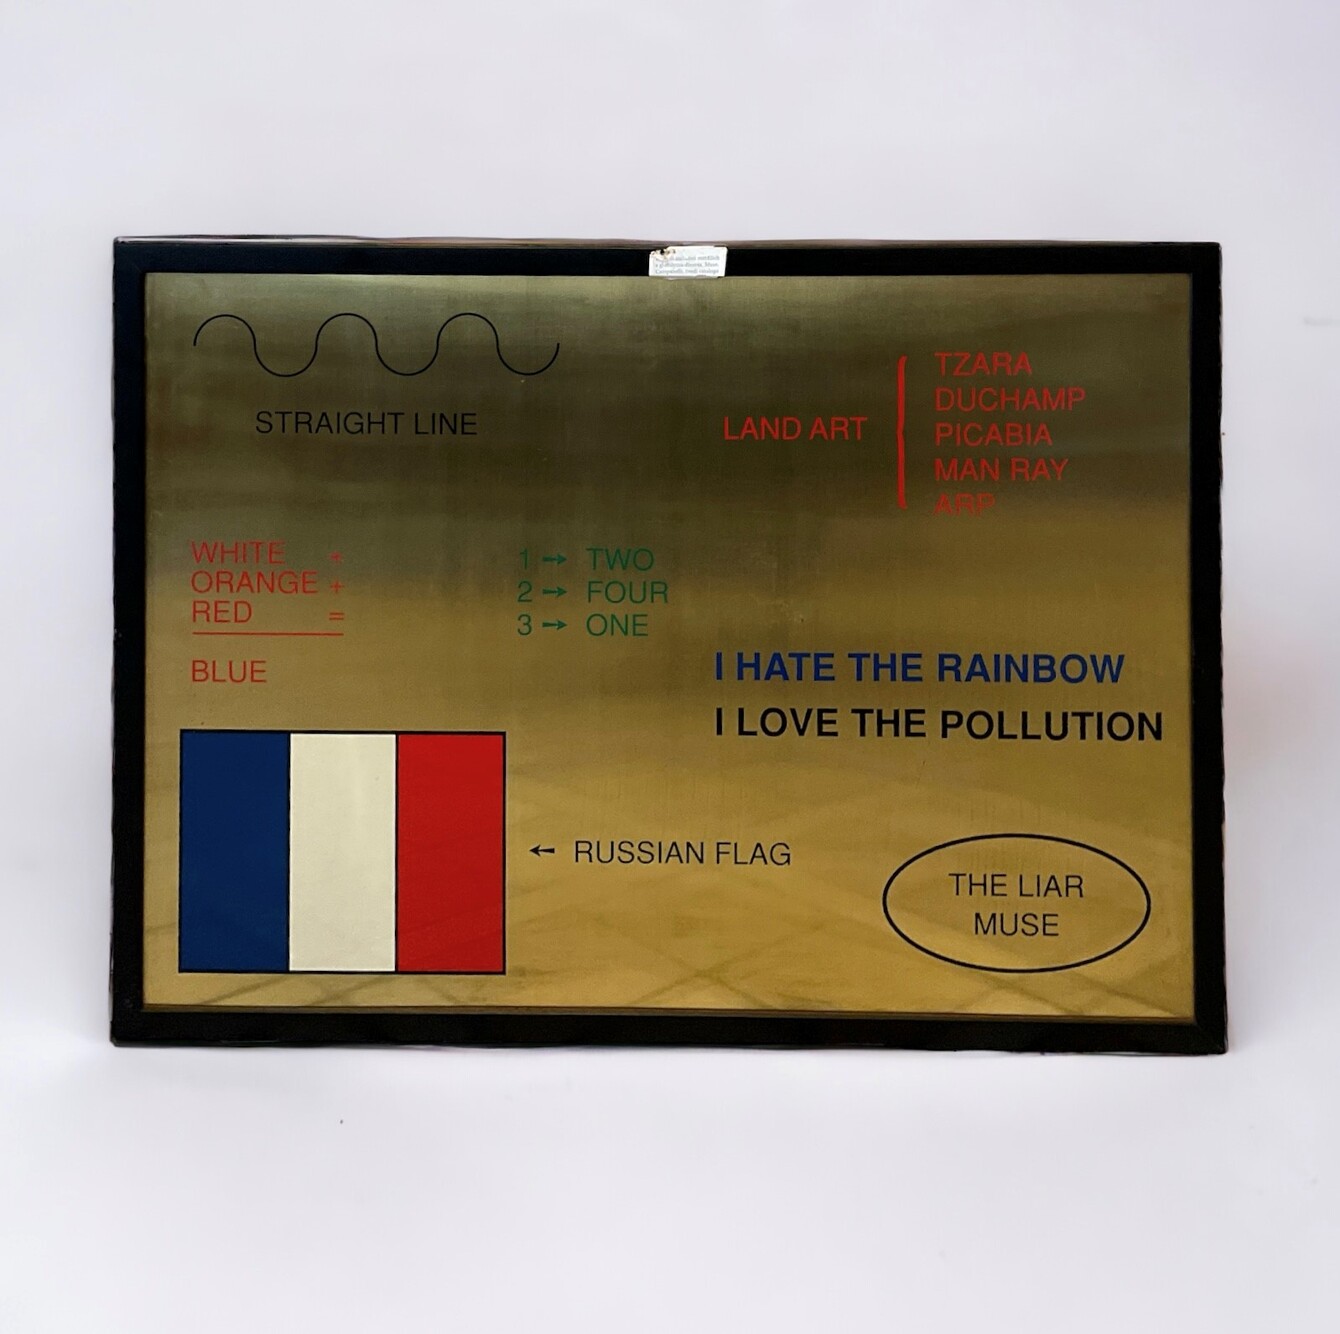 STRAIGHT LINE
LAND ART
TZARA
DUCHAMP
PICABIA
MAN RAY
ARP
WHITE +
ORANGE +
RED =
BLUE
1 → TWO
2 → FOUR
3 → ONE
I HATE THE RAINBOW
I LOVE THE POLLUTION
← RUSSIAN FLAG
THE LIAR
MUSE